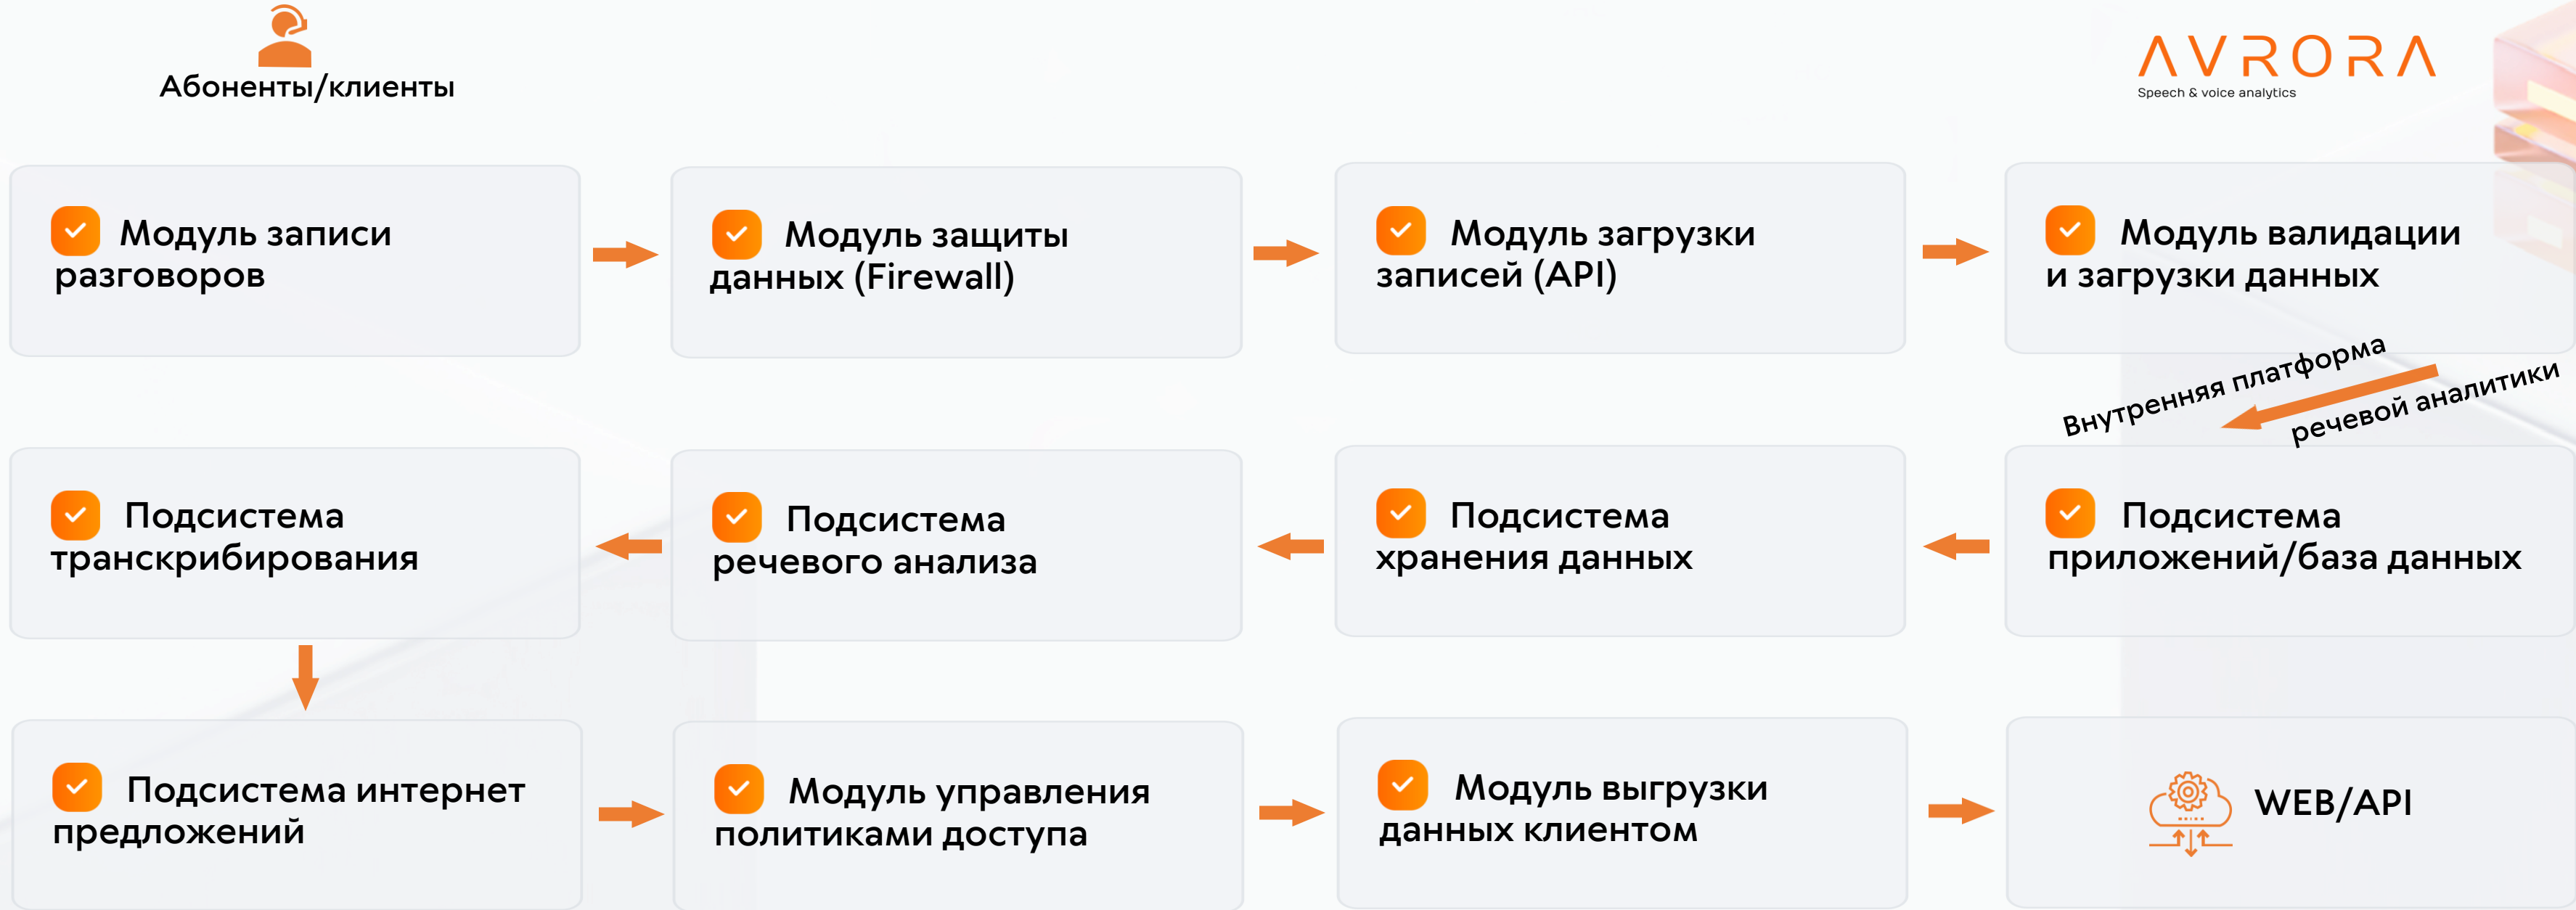 Абоненты/клиенты
AVRORA
Speech & voice analytics
Модуль записи
разговоров
Модуль защиты
данных (Firewall)
Модуль загрузки
записей (API)
Модуль валидации
и загрузки данных
Внутренняя платформа
речевой аналитики
Подсистема
транскрибирования
Подсистема
речевого анализа
Подсистема
хранения данных
Подсистема
приложений/база данных
Подсистема интернет
предложений
Модуль управления
политиками доступа
Модуль выгрузки
данных клиентом
WEB/API